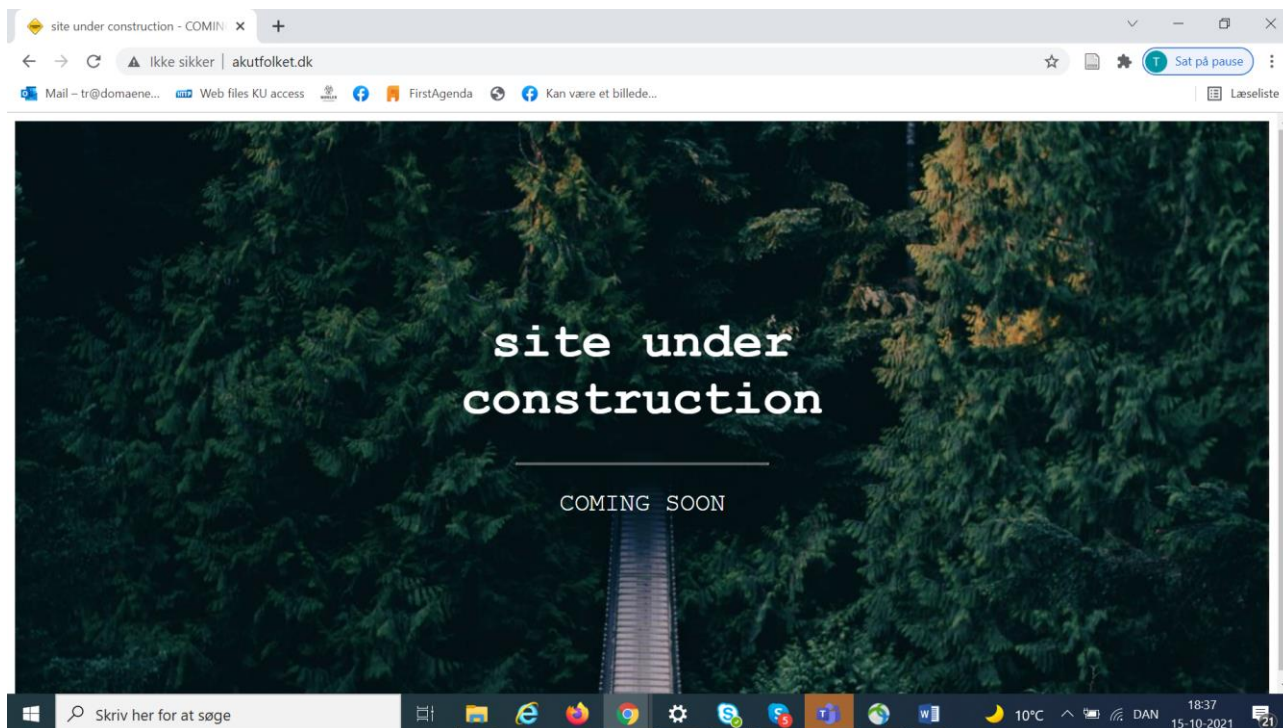 site under construction - COMIN
Ikke sikker | akutfolket.dk
Sat på pause
Mail – tr@domaene...
Web files KU access
FirstAgenda
Kan være et billede...
Læseliste
site under
construction
COMING SOON
Skriv her for at søge
10°C
DAN
18:37
15-10-2021